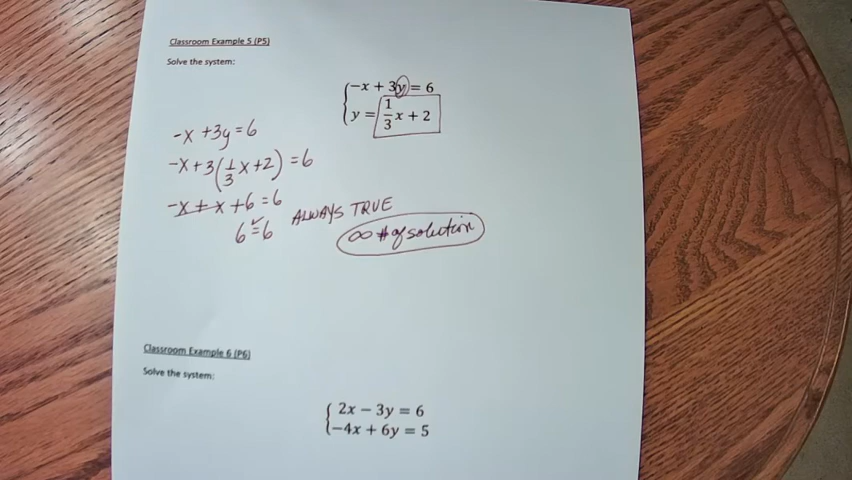 Classroom Example 5 (P5)
Solve the system:
{ −x + 3y = 6
y = 1/3 x + 2
-x + 3y = 6
-x + 3(1/3 x + 2) = 6
-x + x + 6 = 6
6 = 6 ALWAYS TRUE
∞ # of solution
Classroom Example 6 (P6)
Solve the system:
{ 2x − 3y = 6
−4x + 6y = 5